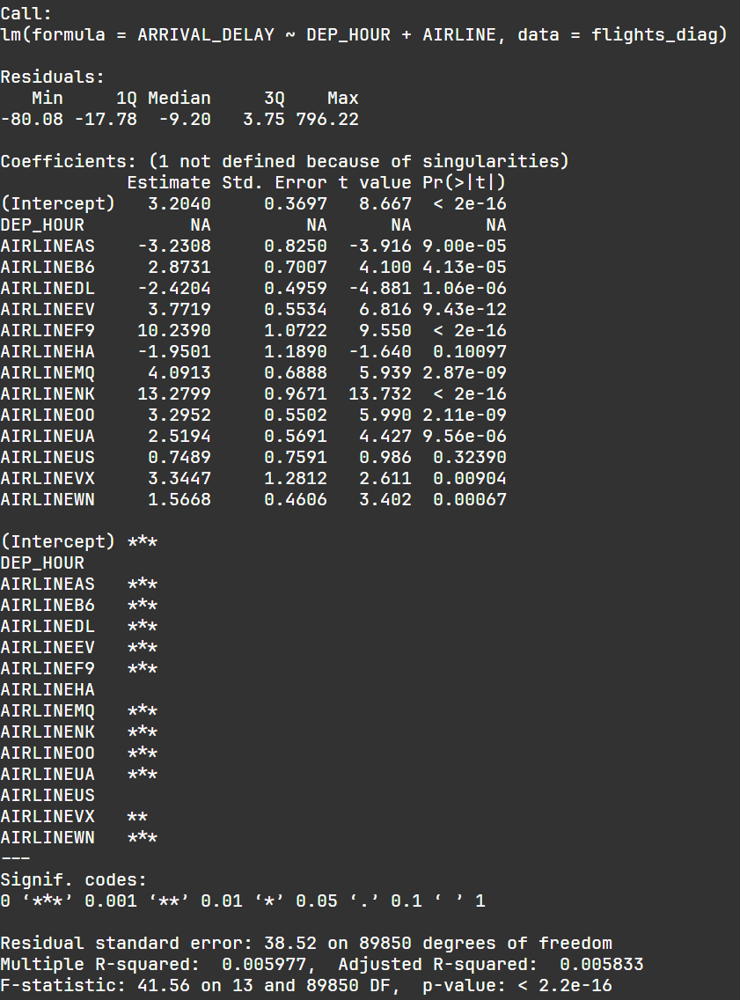 Call:
lm(formula = ARRIVAL_DELAY ~ DEP_HOUR + AIRLINE, data = flights_diag)

Residuals:
   Min     1Q Median     3Q    Max
-80.08 -17.78  -9.20   3.75 796.22

Coefficients: (1 not defined because of singularities)
            Estimate Std. Error t value Pr(>|t|)
(Intercept)   3.2040     0.3697   8.667  < 2e-16
DEP_HOUR          NA         NA      NA       NA
AIRLINEAS    -3.2308     0.8250  -3.916 9.00e-05
AIRLINEB6     2.8731     0.7007   4.100 4.13e-05
AIRLINEDL    -2.4204     0.4959  -4.881 1.06e-06
AIRLINEEV     3.7719     0.5534   6.816 9.43e-12
AIRLINEF9    10.2390     1.0722   9.550  < 2e-16
AIRLINEHA    -1.9501     1.1890  -1.640  0.10097
AIRLINEMQ     4.0913     0.6888   5.939 2.87e-09
AIRLINENK    13.2799     0.9671  13.732  < 2e-16
AIRLINEOO     3.2952     0.5502   5.990 2.11e-09
AIRLINEUA     2.5194     0.5691   4.427 9.56e-06
AIRLINEUS     0.7489     0.7591   0.986  0.32390
AIRLINEVX     3.3447     1.2812   2.611  0.00904
AIRLINEWN     1.5668     0.4606   3.402  0.00067

(Intercept) ***
DEP_HOUR
AIRLINEAS   ***
AIRLINEB6   ***
AIRLINEDL   ***
AIRLINEEV   ***
AIRLINEF9   ***
AIRLINEHA
AIRLINEMQ   ***
AIRLINENK   ***
AIRLINEOO   ***
AIRLINEUA   ***
AIRLINEUS
AIRLINEVX   **
AIRLINEWN   ***
---
Signif. codes:
0 ‘***’ 0.001 ‘**’ 0.01 ‘*’ 0.05 ‘.’ 0.1 ‘ ’ 1

Residual standard error: 38.52 on 89850 degrees of freedom
Multiple R-squared:  0.005977,	Adjusted R-squared:  0.005833
F-statistic: 41.56 on 13 and 89850 DF,  p-value: < 2.2e-16